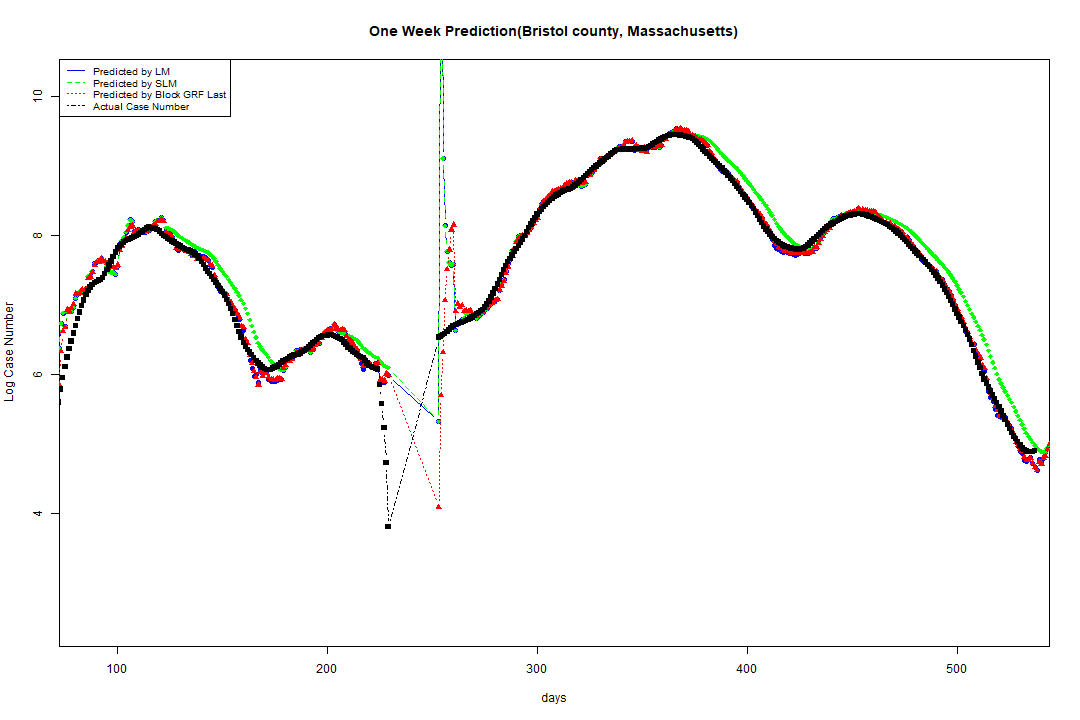 One Week Prediction(Bristol county, Massachusetts)
Predicted by LM
Predicted by SLM
Predicted by Block GRF Last
Actual Case Number
10
8
6
4
Log Case Number
100 200 300 400 500
days